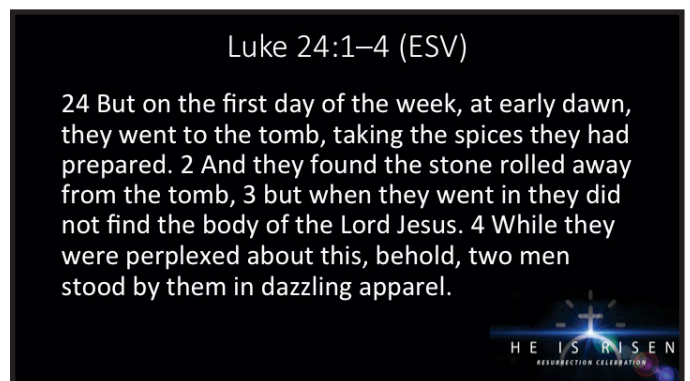 Luke 24:1–4 (ESV)
24 But on the first day of the week, at early dawn,
they went to the tomb, taking the spices they had
prepared. 2 And they found the stone rolled away
from the tomb, 3 but when they went in they did
not find the body of the Lord Jesus. 4 While they
were perplexed about this, behold, two men
stood by them in dazzling apparel.
HE IS RISEN
RESURRECTION CELEBRATION